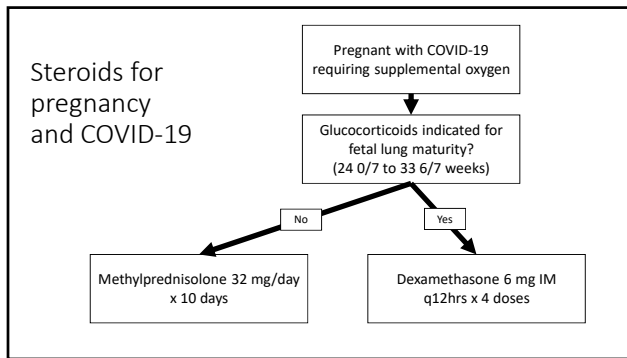 Steroids for
pregnancy
and COVID-19
Pregnant with COVID-19
requiring supplemental oxygen
Glucocorticoids indicated for
fetal lung maturity?
(24 0/7 to 33 6/7 weeks)
No
Yes
Methylprednisolone 32 mg/day
x 10 days
Dexamethasone 6 mg IM
q12hrs x 4 doses